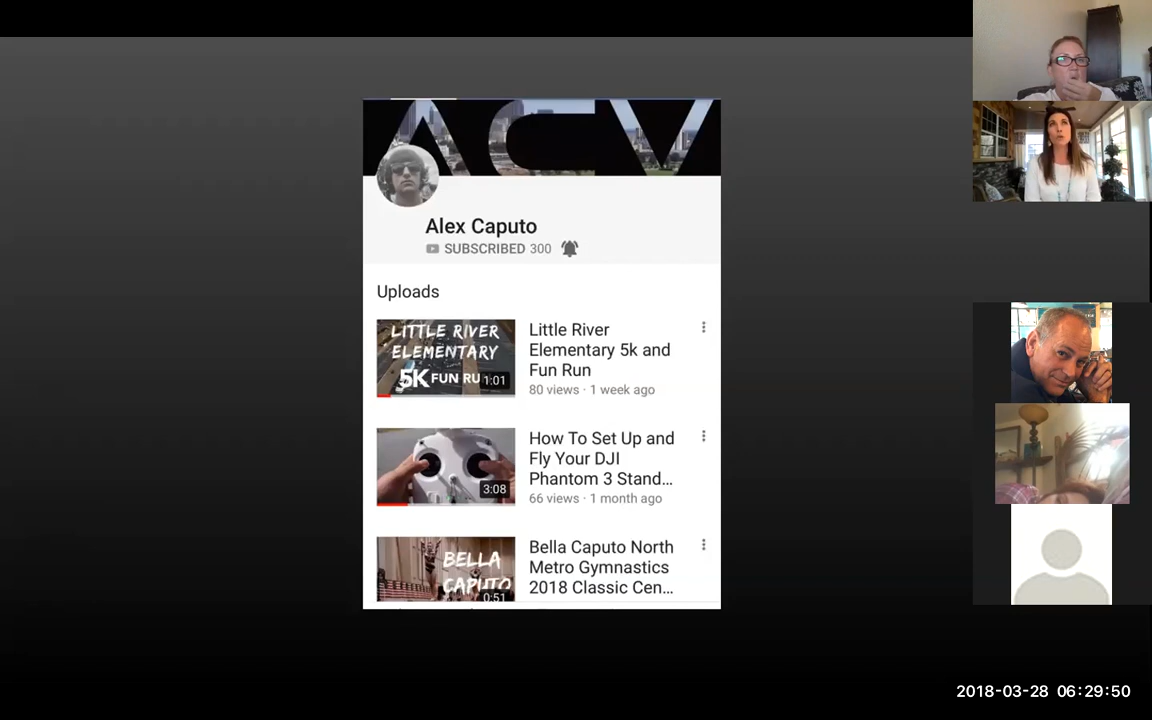 ACV
Alex Caputo
SUBSCRIBED 300
Uploads
LITTLE RIVER
ELEMENTARY
5K FUN RU
1:01
Little River
Elementary 5k and
Fun Run
80 views · 1 week ago
3:08
How To Set Up and
Fly Your DJI
Phantom 3 Stand...
66 views · 1 month ago
BELLA
CAPUTO
0:51
Bella Caputo North
Metro Gymnastics
2018 Classic Cen...
2018-03-28 06:29:50